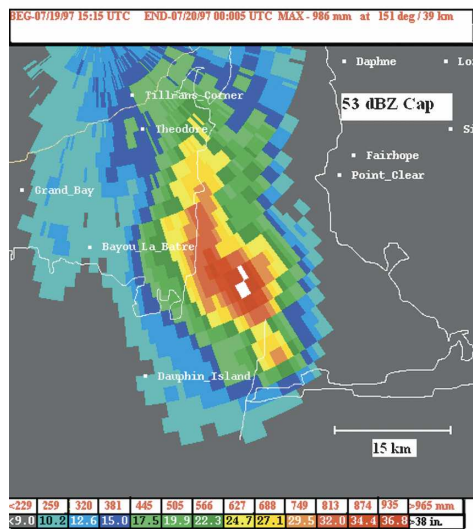 BEG-07/19/97 15:15 UTC END-07/20/97 00:005 UTC MAX - 986 mm at 151 deg / 39 km
Daphne
Tillmans_Corner
53 dBZ Cap
Theodore
Fairhope
Point_Clear
Grand_Bay
Bayou_La_Batre
Dauphin_Island
15 km
<229 259 320 381 445 505 566 627 688 749 813 874 935 >965 mm
<9.0 10.2 12.6 15.0 17.5 19.9 22.3 24.7 27.1 29.5 32.0 34.4 36.8 >38 in.